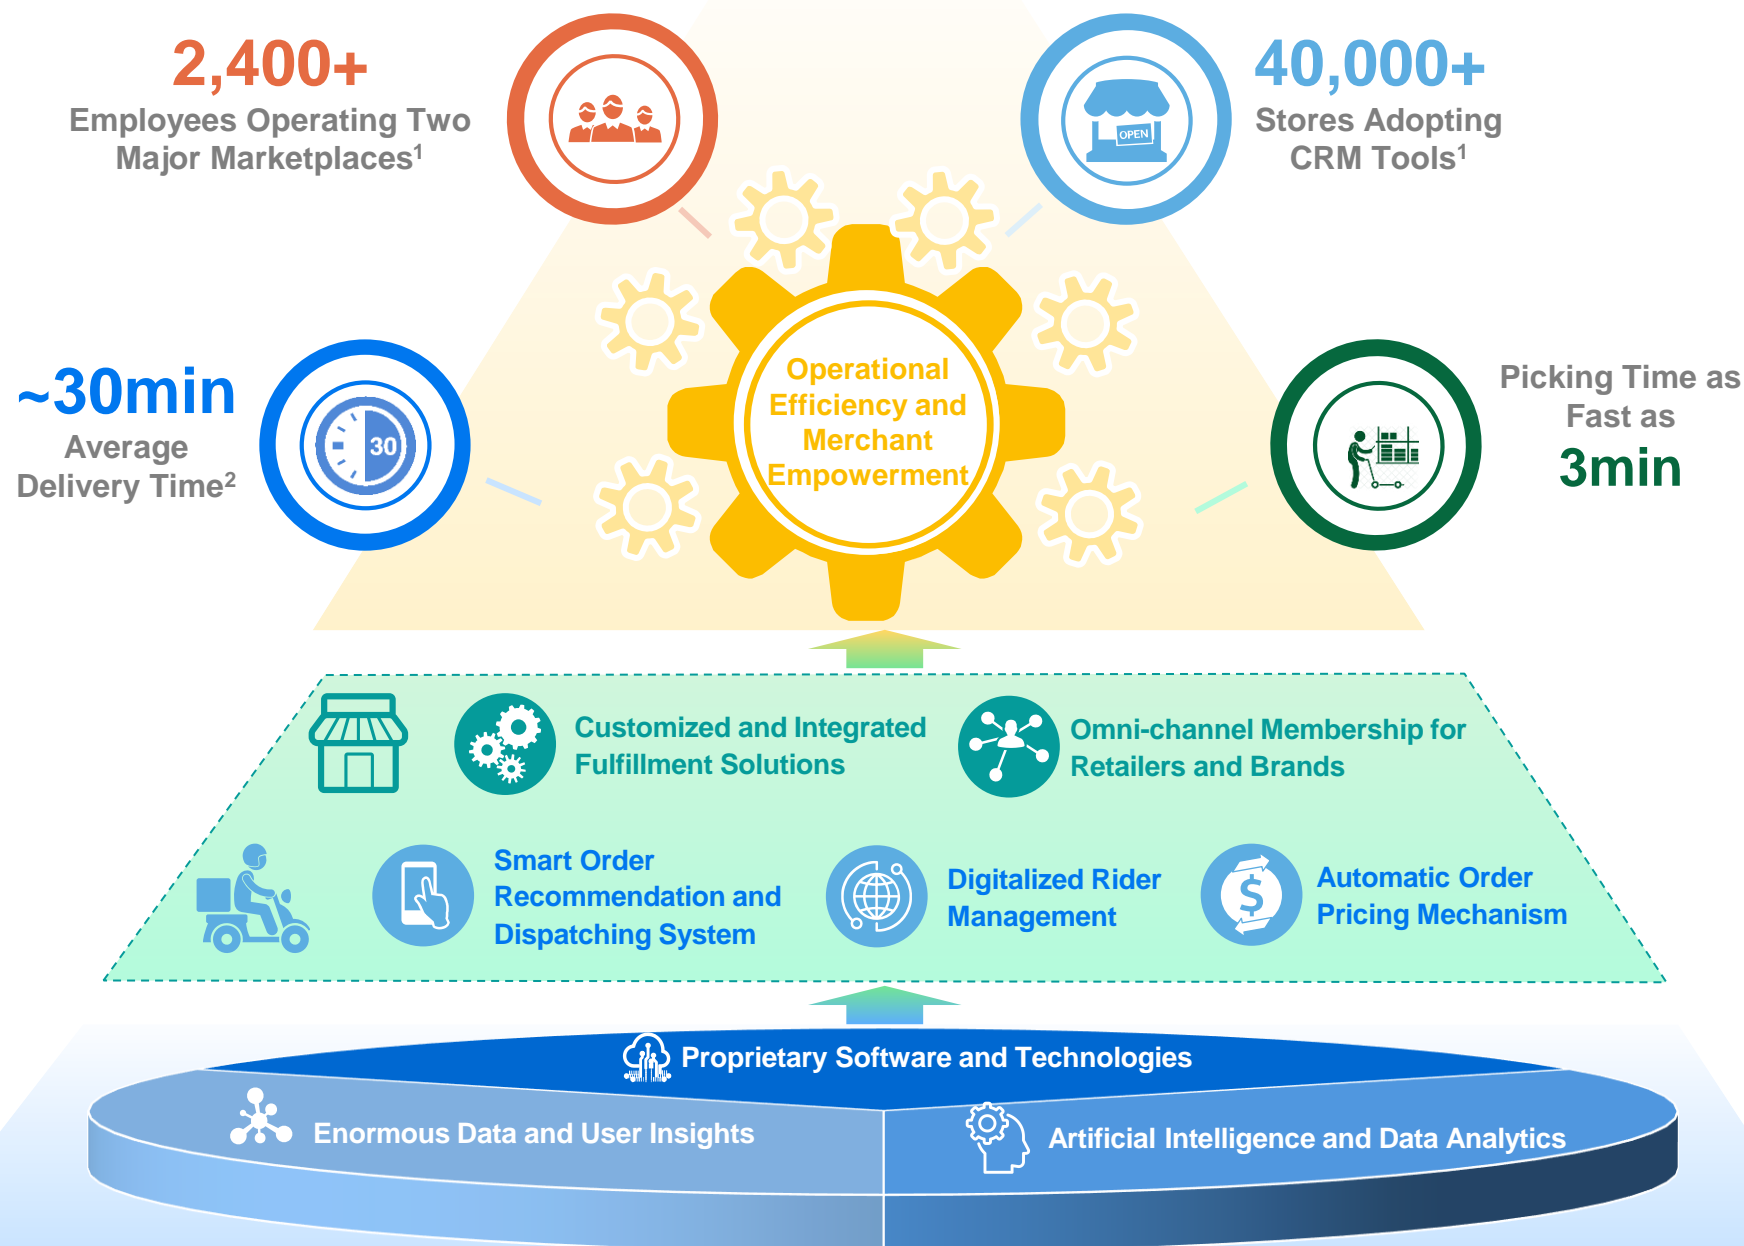 2,400+
Employees Operating Two
Major Marketplaces1
40,000+
Stores Adopting
CRM Tools1
OPEN
~30min
Average
Delivery Time2
30
Operational
Efficiency and
Merchant
Empowerment
Picking Time as
Fast as
3min
Customized and Integrated
Fulfillment Solutions
Omni-channel Membership for
Retailers and Brands
Smart Order
Recommendation and
Dispatching System
Digitalized Rider
Management
$
Automatic Order
Pricing Mechanism
Proprietary Software and Technologies
Enormous Data and User Insights
Artificial Intelligence and Data Analytics